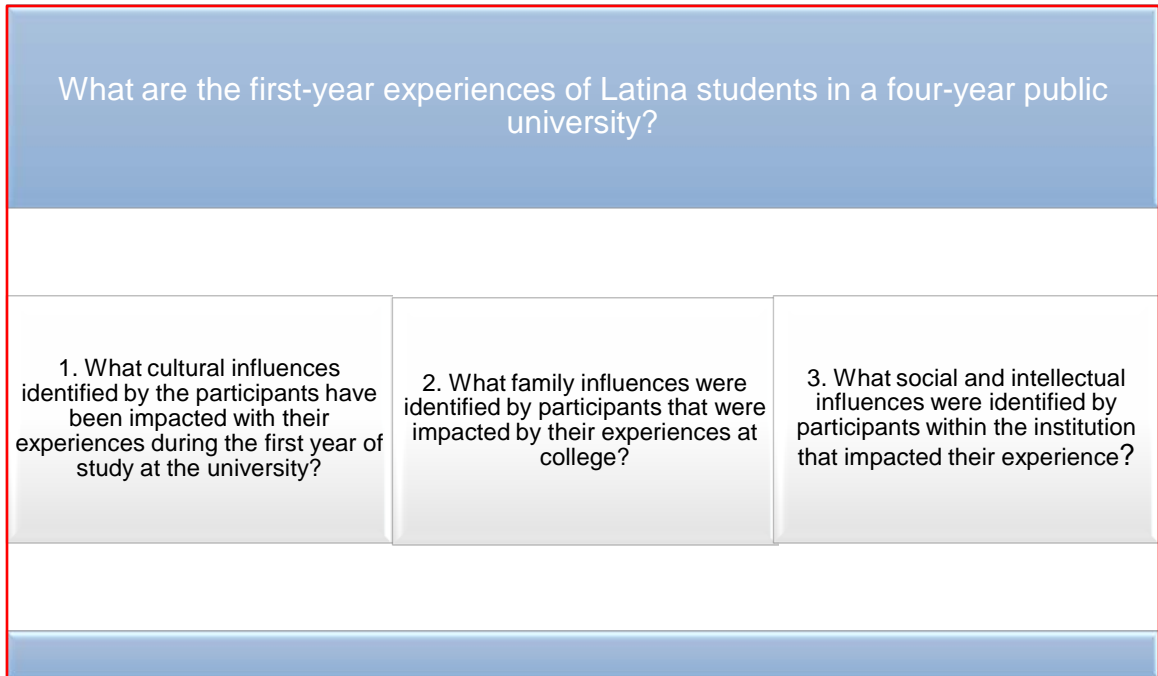 What are the first-year experiences of Latina students in a four-year public
university?
1. What cultural influences
identified by the participants have
been impacted with their
experiences during the first year of
study at the university?
2. What family influences were
identified by participants that were
impacted by their experiences at
college?
3. What social and intellectual
influences were identified by
participants within the institution
that impacted their experience?